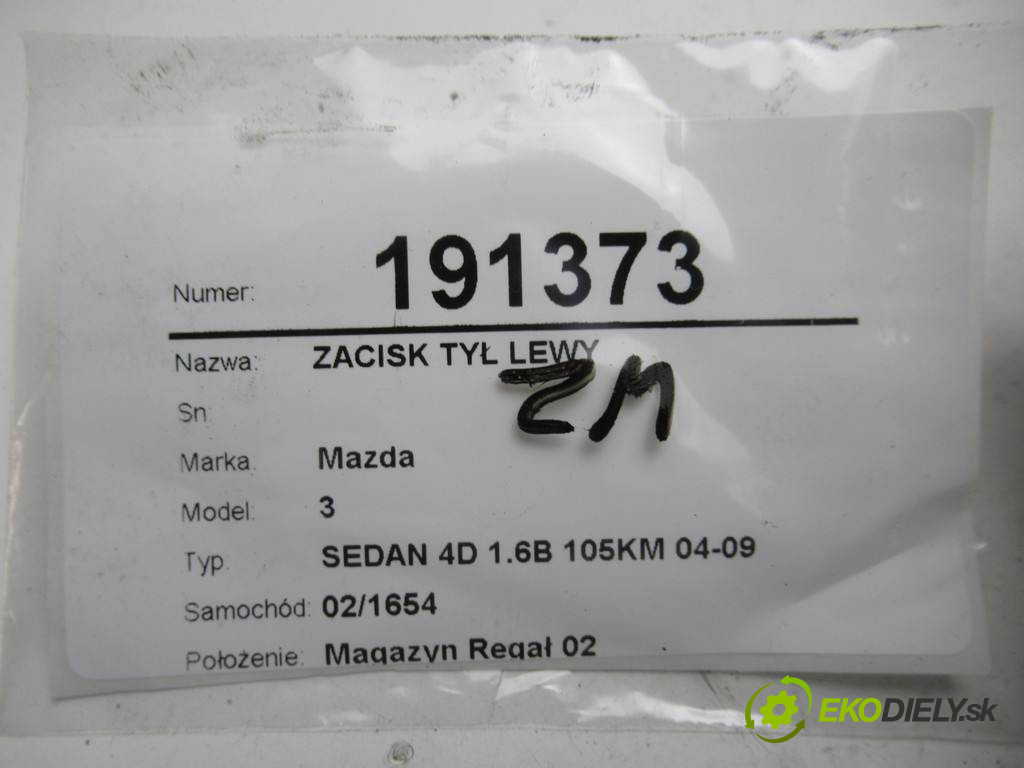 Numer: 191373
Nazwa: ZACISK TYŁ LEWY
ZM
Sn
Marka: Mazda
Model: 3
Typ: SEDAN 4D 1.6B 105KM 04-09
Samochód: 02/1654
Położenie: Magazyn Regał 02
EKODIELY.sk